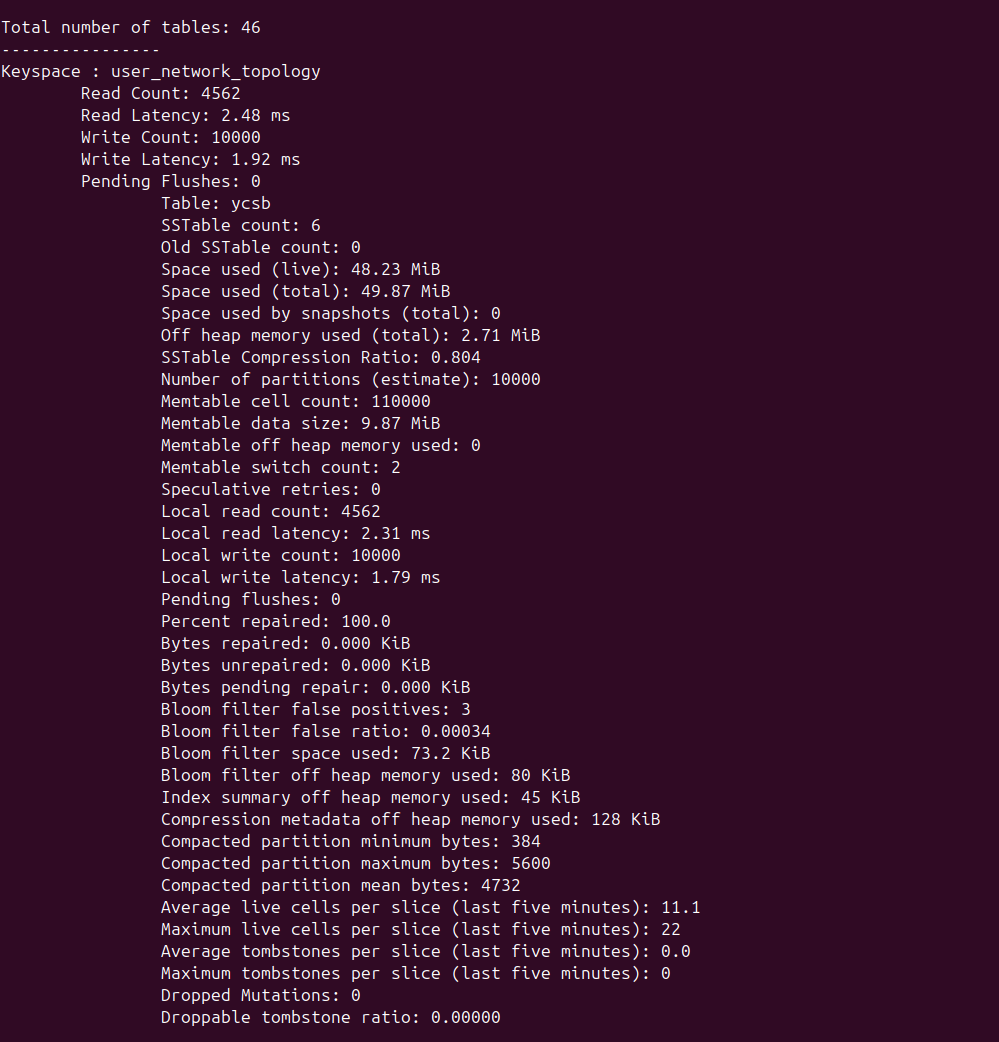 Total number of tables: 46
----------------
Keyspace : user_network_topology
Read Count: 4562
Read Latency: 2.48 ms
Write Count: 10000
Write Latency: 1.92 ms
Pending Flushes: 0
Table: ycsb
SSTable count: 6
Old SSTable count: 0
Space used (live): 48.23 MiB
Space used (total): 49.87 MiB
Space used by snapshots (total): 0
Off heap memory used (total): 2.71 MiB
SSTable Compression Ratio: 0.804
Number of partitions (estimate): 10000
Memtable cell count: 110000
Memtable data size: 9.87 MiB
Memtable off heap memory used: 0
Memtable switch count: 2
Speculative retries: 0
Local read count: 4562
Local read latency: 2.31 ms
Local write count: 10000
Local write latency: 1.79 ms
Pending flushes: 0
Percent repaired: 100.0
Bytes repaired: 0.000 KiB
Bytes unrepaired: 0.000 KiB
Bytes pending repair: 0.000 KiB
Bloom filter false positives: 3
Bloom filter false ratio: 0.00034
Bloom filter space used: 73.2 KiB
Bloom filter off heap memory used: 80 KiB
Index summary off heap memory used: 45 KiB
Compression metadata off heap memory used: 128 KiB
Compacted partition minimum bytes: 384
Compacted partition maximum bytes: 5600
Compacted partition mean bytes: 4732
Average live cells per slice (last five minutes): 11.1
Maximum live cells per slice (last five minutes): 22
Average tombstones per slice (last five minutes): 0.0
Maximum tombstones per slice (last five minutes): 0
Dropped Mutations: 0
Droppable tombstone ratio: 0.00000